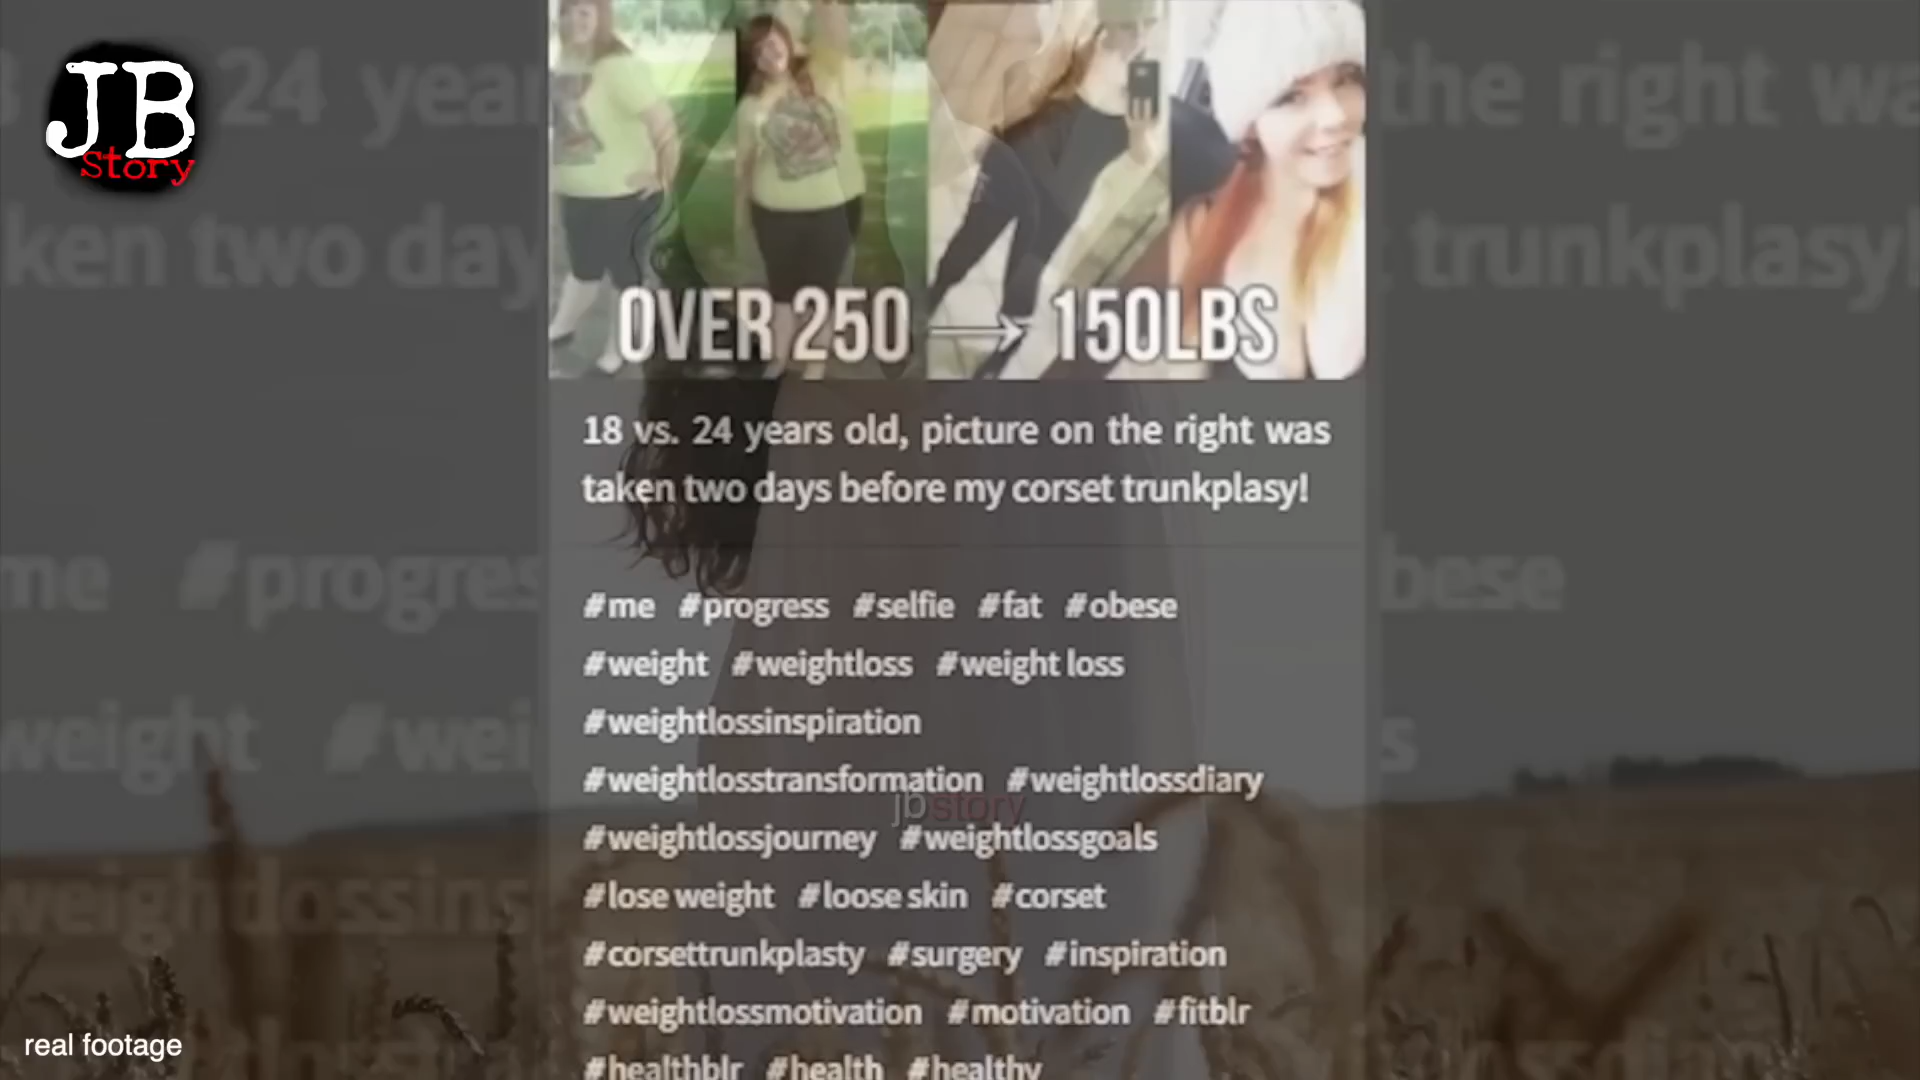 JB
Story
OVER 250 → 150LBS
18 vs. 24 years old, picture on the right was
taken two days before my corset trunkplasy!
#me #progress #selfie #fat #obese
#weight #weightloss #weight loss
#weightlossinspiration
#weightlosstransformation #weightlossdiary
jbstory
#weightlossjourney #weightlossgoals
#lose weight #loose skin #corset
#corsettrunkplasty #surgery #inspiration
#weightlossmotivation #motivation #fitblr
#healthblr #health #healthy
real footage